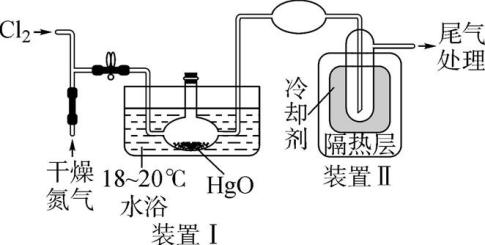 Cl₂
尾气
处理
冷
却
剂
隔热层
干燥
氮气
18~20℃
水浴
HgO
装置Ⅰ
装置Ⅱ